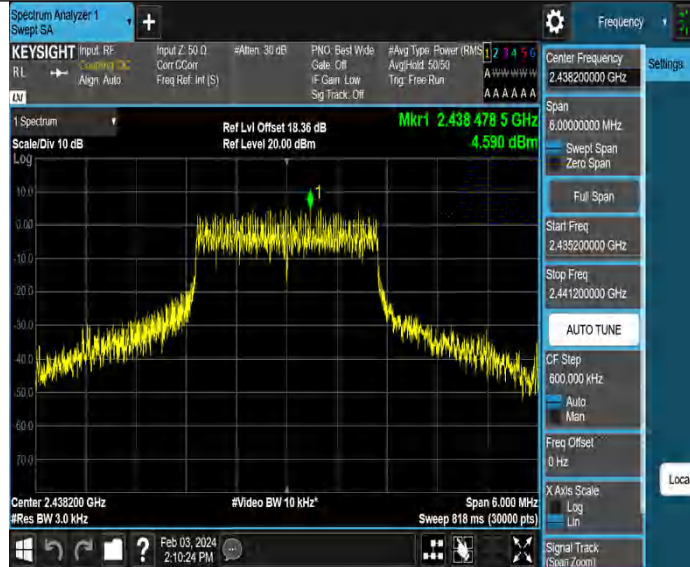 Spectrum Analyzer 1
Swept SA
+
Frequency
KEYSIGHT
RL
Input: RF
Coupling: DC
Align: Auto
Input Z: 50 Ω
Corr CCorr
Freq Ref: Int (S)
#Atten: 30 dB
PNO: Best Wide
Gate: Off
IF Gain: Low
Sig Track: Off
#Avg Type: Power (RMS
Avg|Hold: 50/50
Trig: Free Run
1 2 3 4 5 6
A W W W W W
A A A A A A
LXI
1 Spectrum
Scale/Div 10 dB
Log
Ref Lvl Offset 18.36 dB
Ref Level 20.00 dBm
Mkr1 2.438 478 5 GHz
4.590 dBm
1
10.0
0.00
-10.0
-20.0
-30.0
-40.0
-50.0
-60.0
-70.0
Center 2.438200 GHz
#Res BW 3.0 kHz
#Video BW 10 kHz*
Span 6.000 MHz
Sweep 818 ms (30000 pts)
?
Feb 03, 2024
2:10:24 PM
Center Frequency
2.438200000 GHz
Span
6.00000000 MHz
Swept Span
Zero Span
Full Span
Start Freq
2.435200000 GHz
Stop Freq
2.441200000 GHz
AUTO TUNE
CF Step
600.000 kHz
Auto
Man
Freq Offset
0 Hz
X Axis Scale
Log
Lin
Signal Track
(Span Zoom)
Settings
Loca